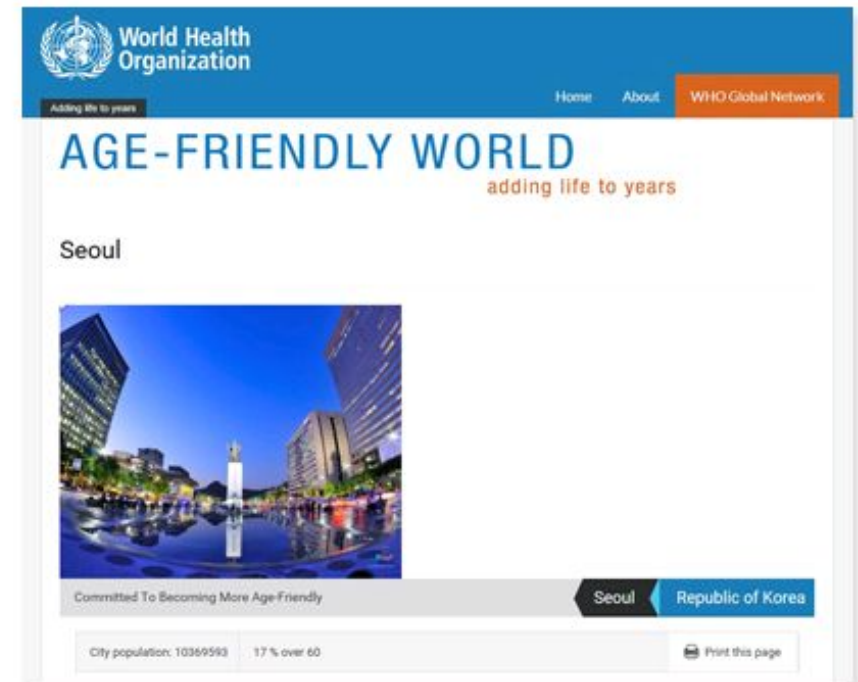 World Health
Organization
Adding life to years
Home About WHO Global Network
AGE-FRIENDLY WORLD
adding life to years
Seoul
Committed To Becoming More Age-Friendly
Seoul Republic of Korea
City population: 10369593 17 % over 60 Print this page